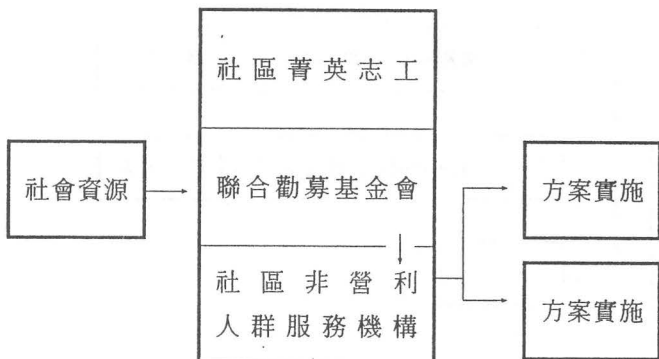 社區菁英志工
社會資源
聯合勸募基金會
方案實施
社區非營利
人群服務機構
方案實施